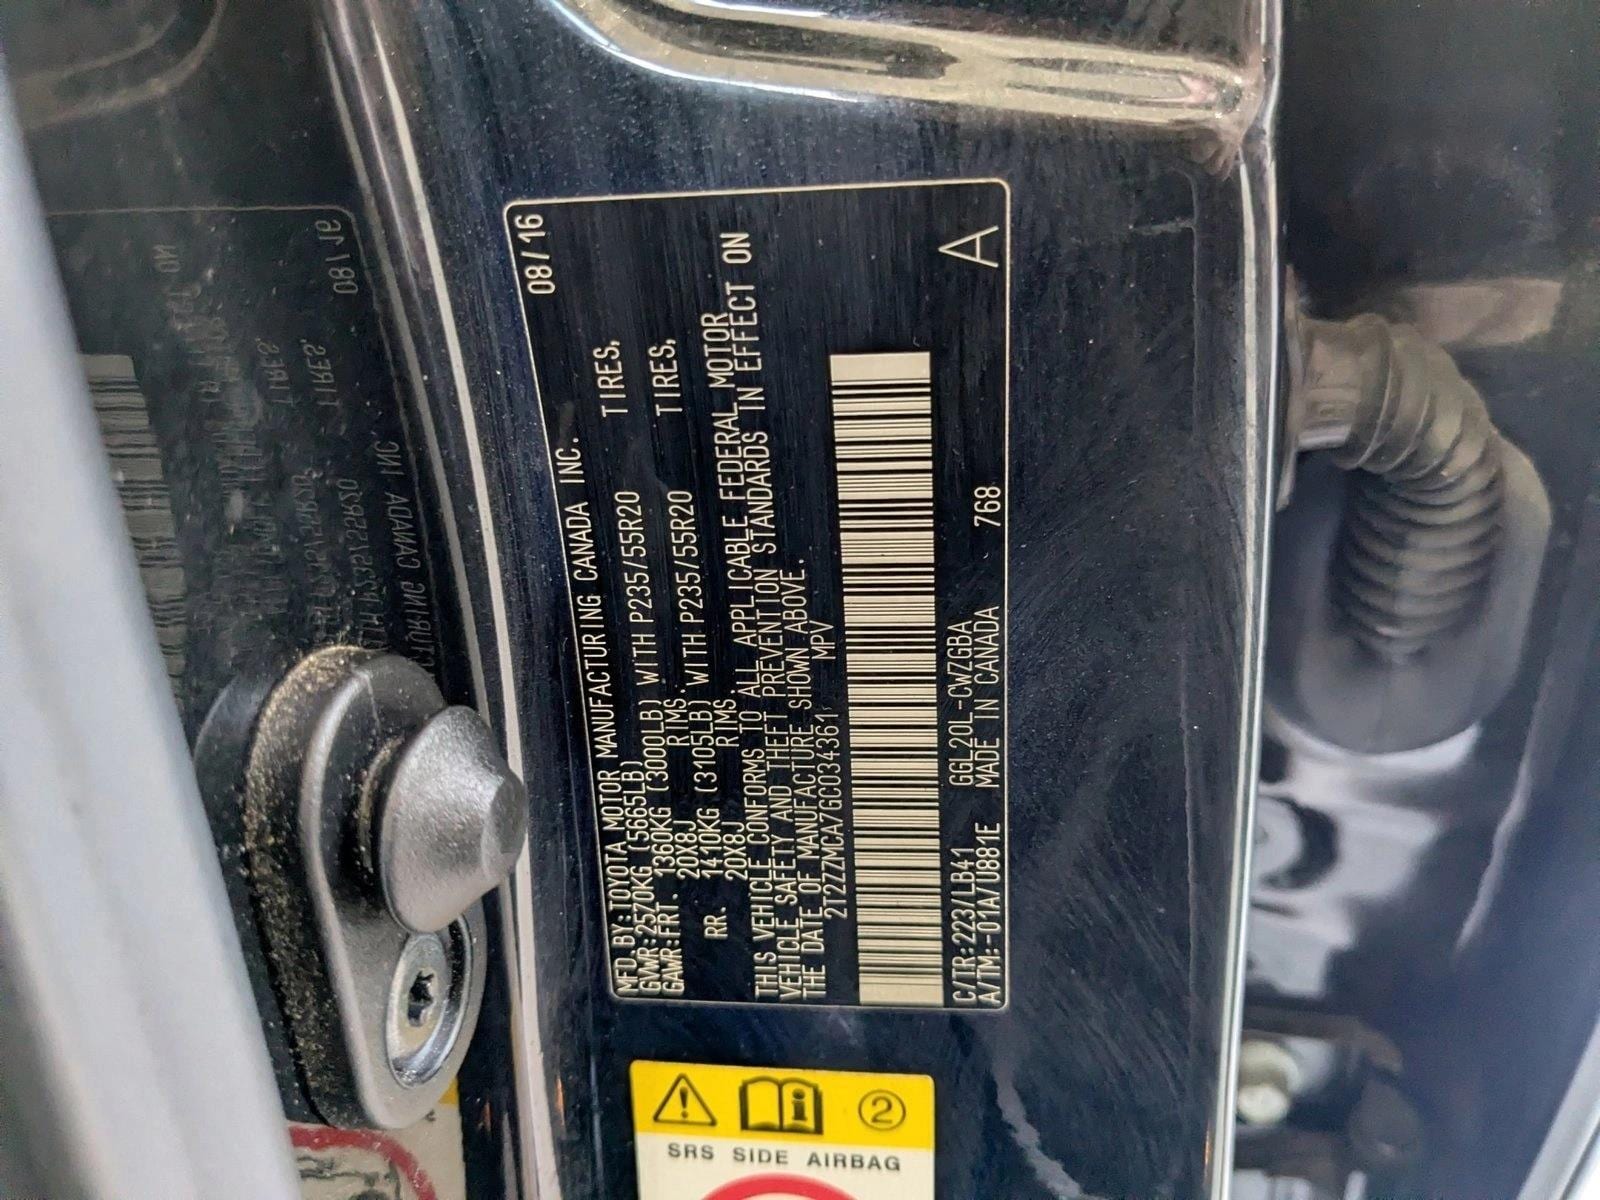 MFD. BY: TOYOTA MOTOR MANUFACTURING CANADA INC. 08/16
GVWR: 2570KG (5665LB)
GAWR: FRT. 1360KG (3000LB) WITH P235/55R20 TIRES,
20X8J RIMS.
RR. 1410KG (3105LB) WITH P235/55R20 TIRES,
20X8J RIMS.
THIS VEHICLE CONFORMS TO ALL APPLICABLE FEDERAL MOTOR
VEHICLE SAFETY AND THEFT PREVENTION STANDARDS IN EFFECT ON
THE DATE OF MANUFACTURE SHOWN ABOVE.
2T2ZZMCA7GC034361 MPV
C/TR: 223/LB41 GGL20L-CWZGBA
A/TM: -01A/U881E MADE IN CANADA 768
A
2
SRS SIDE AIRBAG